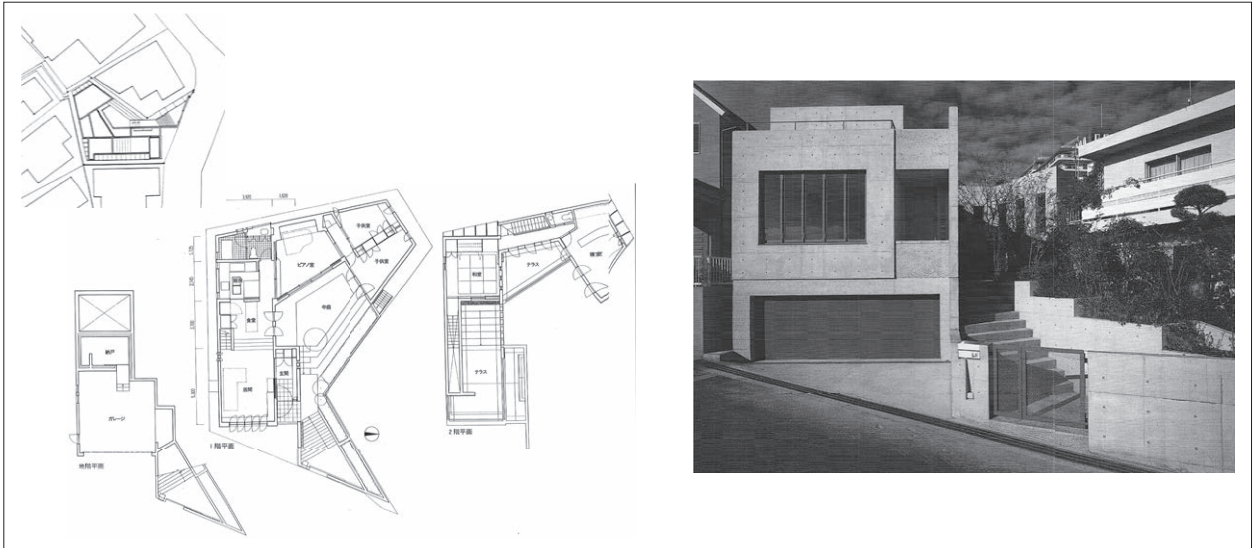 子供室
ピアノ室
子供室
厨房
中庭
食堂
玄関
居間
1階平面
納戸
ガレージ
地階平面
テラス
和室
寝室
テラス
2階平面